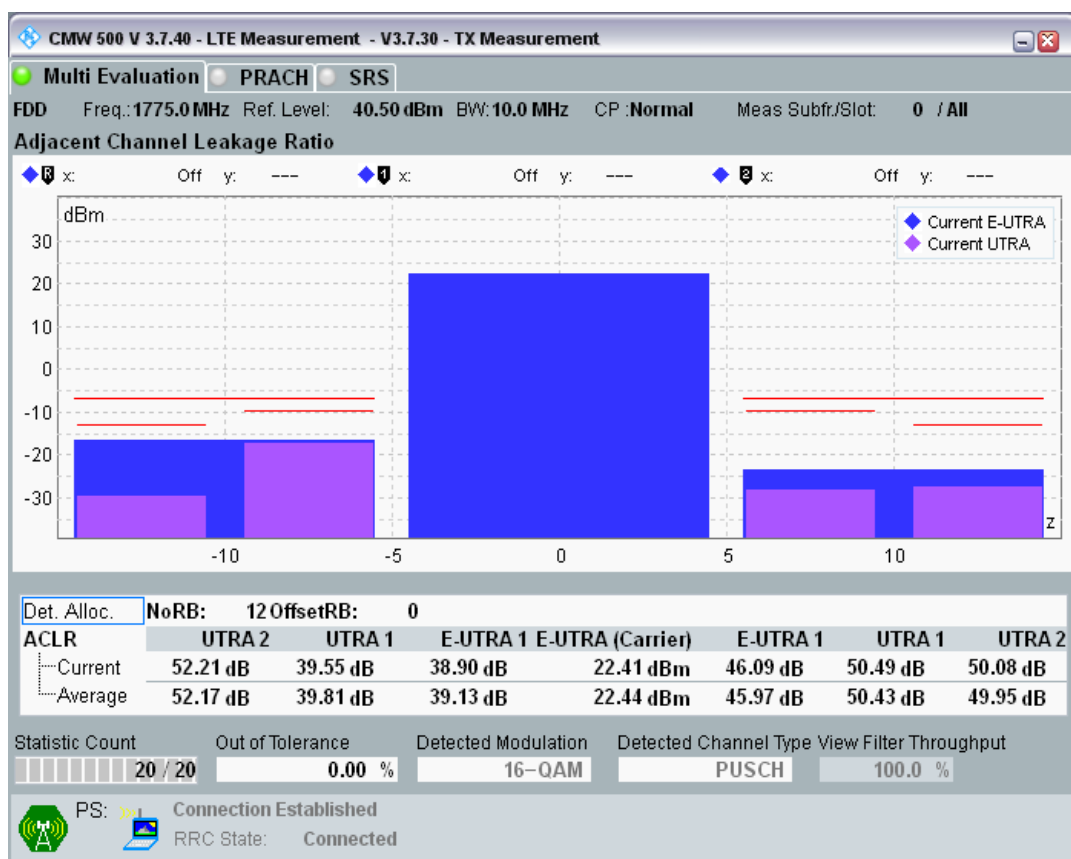 CMW 500 V 3.7.40 - LTE Measurement - V3.7.30 - TX Measurement
Multi Evaluation PRACH SRS
FDD Freq.: 1775.0 MHz Ref. Level: 40.50 dBm BW: 10.0 MHz CP : Normal Meas Subfr./Slot: 0 / All
Adjacent Channel Leakage Ratio
R x: Off y: --- 1 x: Off y: --- 2 x: Off y: ---
dBm
Current E-UTRA
Current UTRA
30
20
10
0
-10
-20
-30
z
-10 -5 0 5 10
Det. Alloc. NoRB: 12 OffsetRB: 0
ACLR UTRA 2 UTRA 1 E-UTRA 1 E-UTRA (Carrier) E-UTRA 1 UTRA 1 UTRA 2
Current 52.21 dB 39.55 dB 38.90 dB 22.41 dBm 46.09 dB 50.49 dB 50.08 dB
Average 52.17 dB 39.81 dB 39.13 dB 22.44 dBm 45.97 dB 50.43 dB 49.95 dB
Statistic Count Out of Tolerance Detected Modulation Detected Channel Type View Filter Throughput
20 / 20 0.00 % 16-QAM PUSCH 100.0 %
PS: Connection Established
RRC State: Connected